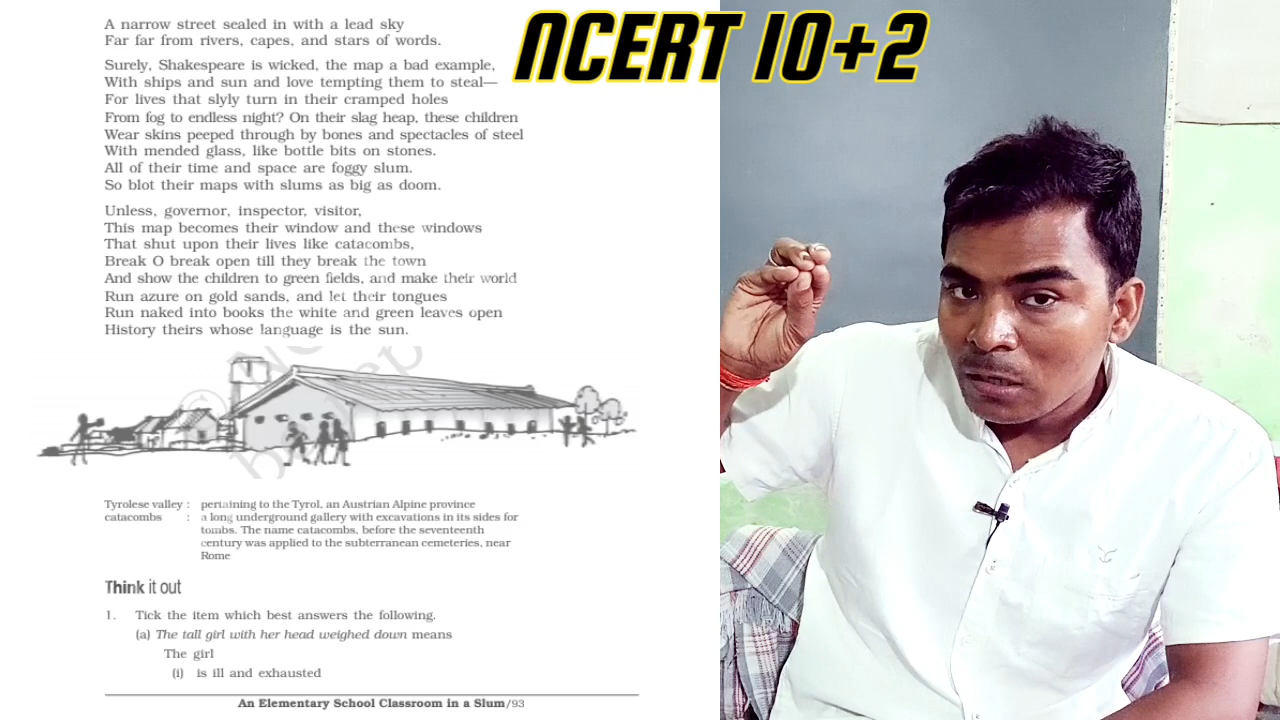 NCERT 10+2
A narrow street sealed in with a lead sky
Far far from rivers, capes, and stars of words.
Surely, Shakespeare is wicked, the map a bad example,
With ships and sun and love tempting them to steal—
For lives that slyly turn in their cramped holes
From fog to endless night? On their slag heap, these children
Wear skins peeped through by bones and spectacles of steel
With mended glass, like bottle bits on stones.
All of their time and space are foggy slum.
So blot their maps with slums as big as doom.
Unless, governor, inspector, visitor,
This map becomes their window and these windows
That shut upon their lives like catacombs,
Break O break open till they break the town
And show the children to green fields, and make their world
Run azure on gold sands, and let their tongues
Run naked into books the white and green leaves open
History theirs whose language is the sun.
Tyrolese valley : pertaining to the Tyrol, an Austrian Alpine province
catacombs : a long underground gallery with excavations in its sides for
tombs. The name catacombs, before the seventeenth
century was applied to the subterranean cemeteries, near
Rome
Think it out
1. Tick the item which best answers the following.
(a) The tall girl with her head weighed down means
The girl
(i) is ill and exhausted
An Elementary School Classroom in a Slum/93